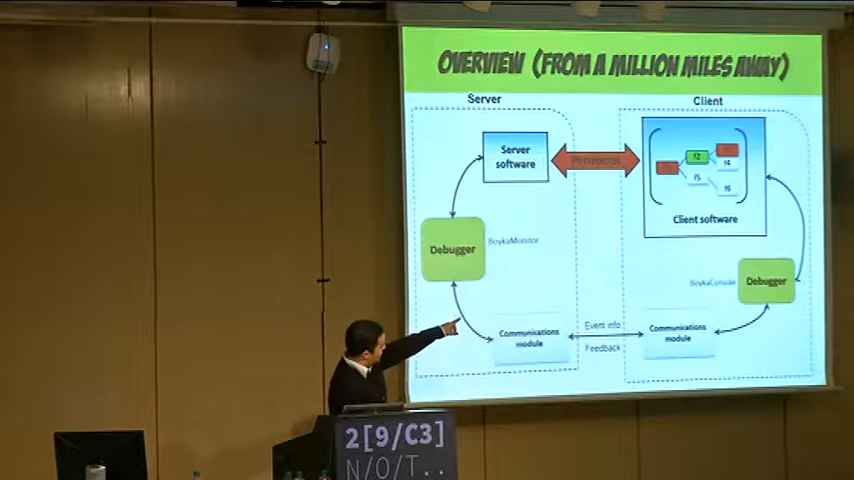 OVERVIEW (FROM A MILLION MILES AWAY)
Server
Client
Server
software
Protocol
f2
f4
f5
f6
Client software
Debugger
BoykaMonitor
BoykaConsole
Debugger
Communications
module
Event info
Feedback
Communications
module
2[9/C3]
N/O/T...